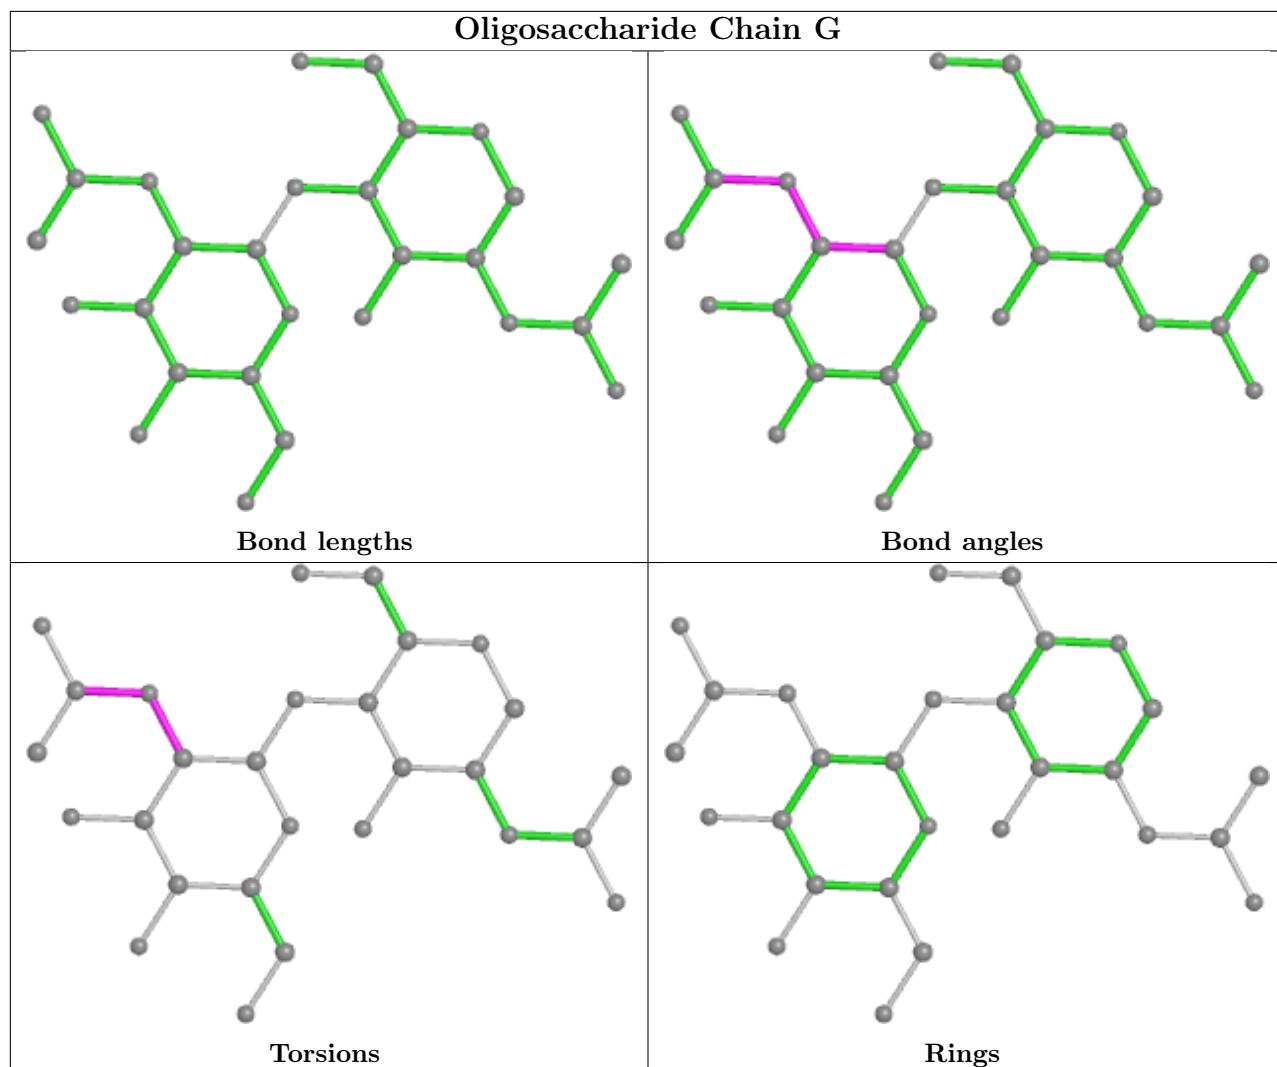 Oligosaccharide Chain G
Bond lengths
Bond angles
Torsions
Rings